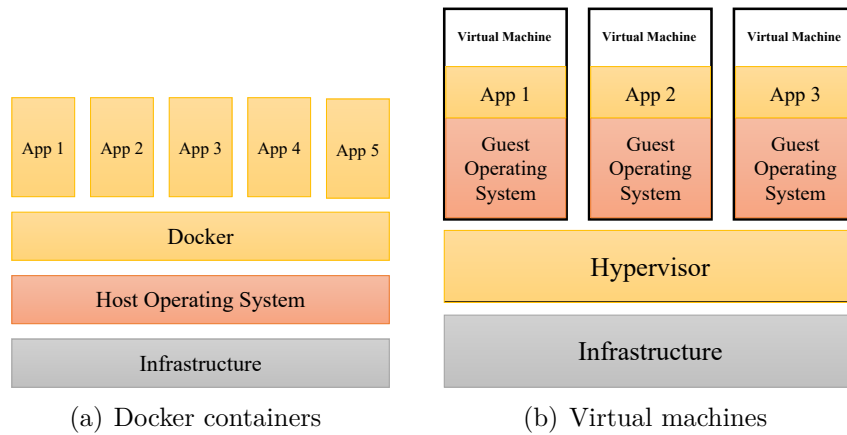 App 1
App 2
App 3
App 4
App 5
Docker
Host Operating System
Infrastructure
(a) Docker containers
Virtual Machine
App 1
Guest
Operating
System
Virtual Machine
App 2
Guest
Operating
System
Virtual Machine
App 3
Guest
Operating
System
Hypervisor
Infrastructure
(b) Virtual machines